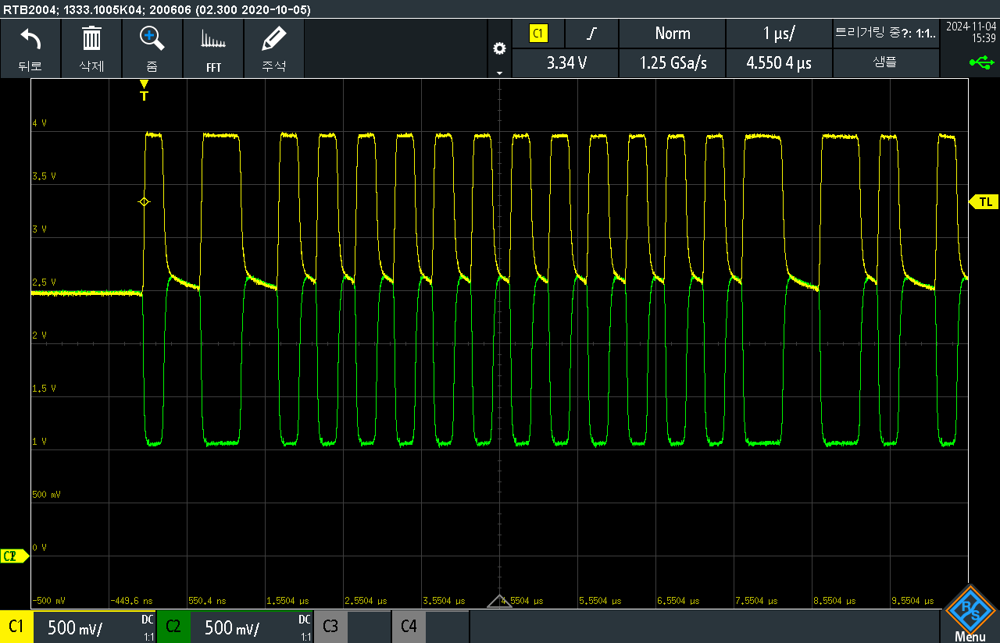 RTB2004; 1333.1005K04; 200606 (02.300 2020-10-05)
뒤로
삭제
줌
FFT
주석
C1
Norm
1 µs/
트리거링 중?: 1:1..
2024-11-04
15:39
3.34 V
1.25 GSa/s
4.550 4 µs
샘플
T
4 V
3.5 V
3 V
TL
2.5 V
2 V
1.5 V
1 V
500 mV
0 V
-500 mV
-449.6 ns
550.4 ns
1.5504 µs
2.5504 µs
3.5504 µs
4.5504 µs
5.5504 µs
6.5504 µs
7.5504 µs
8.5504 µs
9.5504 µs
C1
500 mV/
DC
1:1
C2
500 mV/
DC
1:1
C3
C4
R&S
Menu